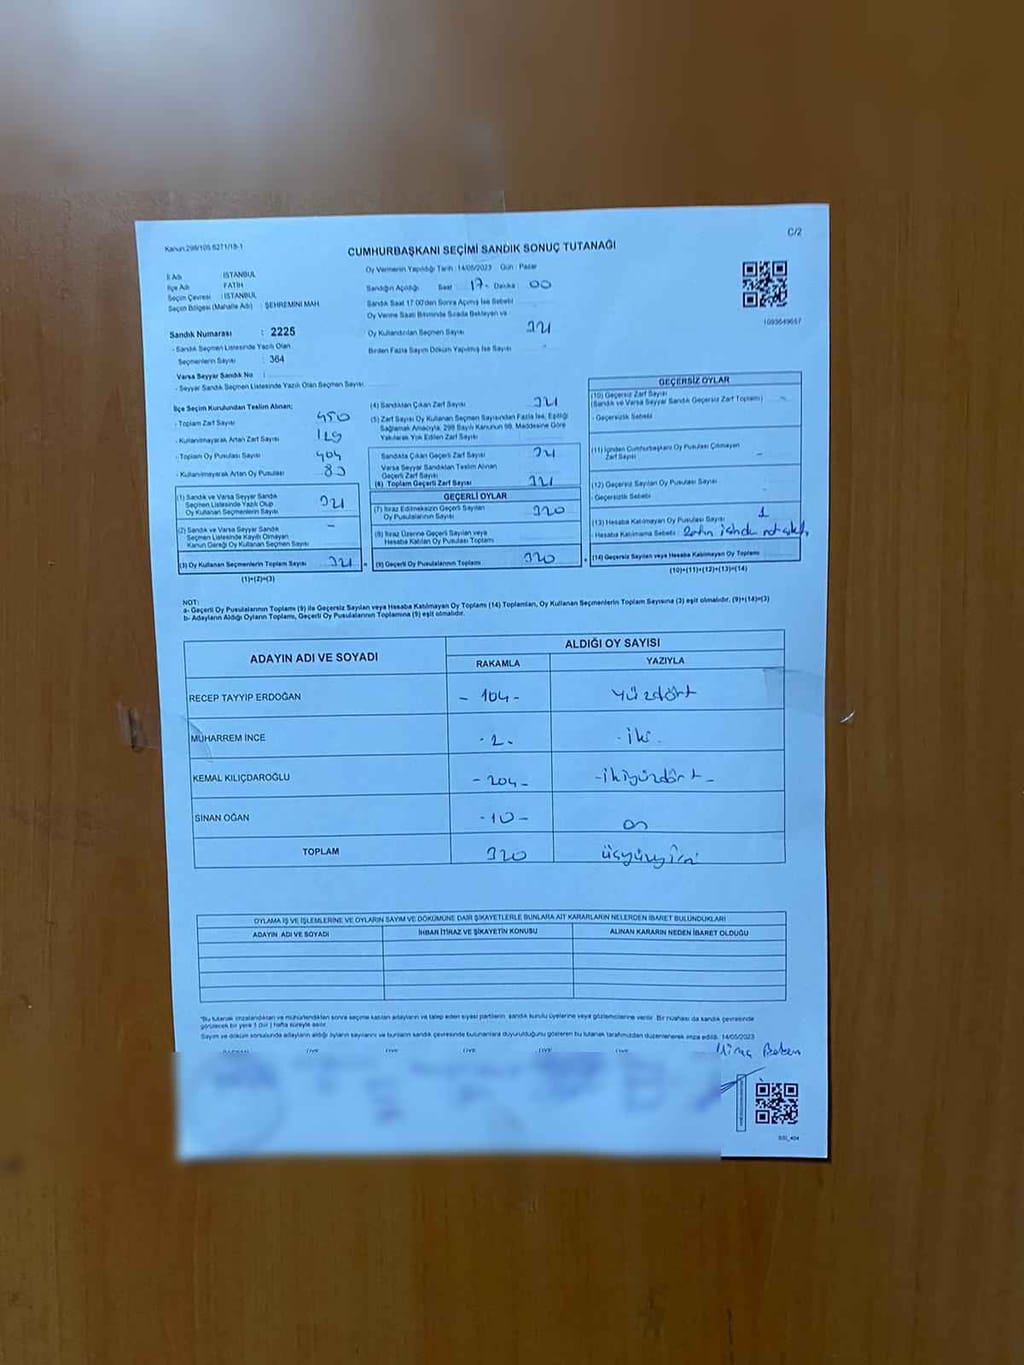 Kanun:298/105.6271/18-1
C/2
CUMHURBAŞKANI SEÇİMİ SANDIK SONUÇ TUTANAĞI
İl Adı : İSTANBUL
İlçe Adı : FATİH
Seçim Çevresi : İSTANBUL
Seçim Bölgesi (Mahalle Adı) : ŞEHREMİNİ MAH.
Sandık Numarası : 2225
- Sandık Seçmen Listesinde Yazılı Olan
Seçmenlerin Sayısı : 364
Varsa Seyyar Sandık No :
- Seyyar Sandık Seçmen Listesinde Yazılı Olan Seçmen Sayısı:
Oy Vermenin Yapıldığı Tarih :14/05/2023 Gün : Pazar
Sandığın Açıldığı Saat : 17- Dakika : 00
Sandık Saat 17:00'den Sonra Açılmış İse Sebebi
Oy Verme Saati Bitiminde Sırada Bekleyen ve
Oy Kullandırılan Seçmen Sayısı 321
Birden Fazla Sayım Döküm Yapılmış İse Sayısı
1093649657
İlçe Seçim Kurulundan Teslim Alınan;
- Toplam Zarf Sayısı : 450
- Kullanılmayarak Artan Zarf Sayısı : 129
- Toplam Oy Pusulası Sayısı : 404
- Kullanılmayarak Artan Oy Pusulası : 83
(1) Sandık ve Varsa Seyyar Sandık
Seçmen Listesinde Yazılı Olup
Oy Kullanan Seçmenlerin Sayısı 321
(2) Sandık ve Varsa Seyyar Sandık
Seçmen Listesinde Kayıtlı Olmayan
Kanun Gereği Oy Kullanan Seçmen Sayısı –
(3) Oy Kullanan Seçmenlerin Toplam Sayısı 321
(1)+(2)=(3)
(4) Sandıktan Çıkan Zarf Sayısı : 321
(5) Zarf Sayısı Oy Kullanan Seçmen Sayısından Fazla İse, Eşitliği
Sağlamak Amacıyla, 298 Sayılı Kanunun 98. Maddesine Göre
Yakılarak Yok Edilen Zarf Sayısı
Sandıkta Çıkan Geçerli Zarf Sayısı : 321
Varsa Seyyar Sandıktan Teslim Alınan
Geçerli Zarf Sayısı
(6) Toplam Geçerli Zarf Sayısı 321
GEÇERLİ OYLAR
(7) İtiraz Edilmeksizin Geçerli Sayılan
Oy Pusulalarının Sayısı 320
(8) İtiraz Üzerine Geçerli Sayılan veya
Hesaba Katılan Oy Pusulası Toplamı
(9) Geçerli Oy Pusulalarının Toplamı 320
GEÇERSİZ OYLAR
(10) Geçersiz Zarf Sayısı
(Sandık ve Varsa Seyyar Sandık Geçersiz Zarf Toplamı) –
- Geçersizlik Sebebi
(11) İçinden Cumhurbaşkanı Oy Pusulası Çıkmayan
Zarf Sayısı –
(12) Geçersiz Sayılan Oy Pusulası Sayısı –
- Geçersizlik Sebebi
(13) Hesaba Katılmayan Oy Pusulası Sayısı : 1
- Hesaba Katılmama Sebebi :
(14) Geçersiz Sayılan veya Hesaba Katılmayan Oy Toplamı
(10)+(11)+(12)+(13)=(14)
NOT:
a- Geçerli Oy Pusulalarının Toplamı (9) ile Geçersiz Sayılan veya Hesaba Katılmayan Oy Toplamı (14) Toplamları, Oy Kullanan Seçmenlerin Toplam Sayısına (3) eşit olmalıdır. (9)+(14)=(3)
b- Adayların Aldığı Oyların Toplamı, Geçerli Oy Pusulalarının Toplamına (9) eşit olmalıdır.
ADAYIN ADI VE SOYADI ALDIĞI OY SAYISI
RAKAMLA YAZIYLA
RECEP TAYYİP ERDOĞAN - 104 - yüzdört
MUHARREM İNCE - 2 - - iki -
KEMAL KILIÇDAROĞLU - 204 - - ikiyüzdört -
SİNAN OĞAN - 10 - on
TOPLAM 320 üçyüzyirmi
OYLAMA İŞ VE İŞLEMLERİNE VE OYLARIN SAYIM VE DÖKÜMÜNE DAİR ŞİKAYETLERLE BUNLARA AİT KARARLARIN NELERDEN İBARET BULUNDUKLARI
ADAYIN ADI VE SOYADI İHBAR İTİRAZ VE ŞİKAYETİN KONUSU ALINAN KARARIN NEDEN İBARET OLDUĞU
*Bu tutanak imzalandıktan ve mühürlendikten sonra seçime katılan adayların ve talep eden siyasi partilerin sandık kurulu üyelerine veya gözlemcilerine verilir. Bir nüshası da sandık çevresinde
görülecek bir yere 1 (bir) hafta süreyle asılır.
Sayım ve döküm sonucunda adayların aldığı oyların sayılarını ve bunların sandık çevresinde bulunanlara duyurulduğunu gösteren bu tutanak tarafımızdan düzenlenerek imza edildi. 14/05/2023